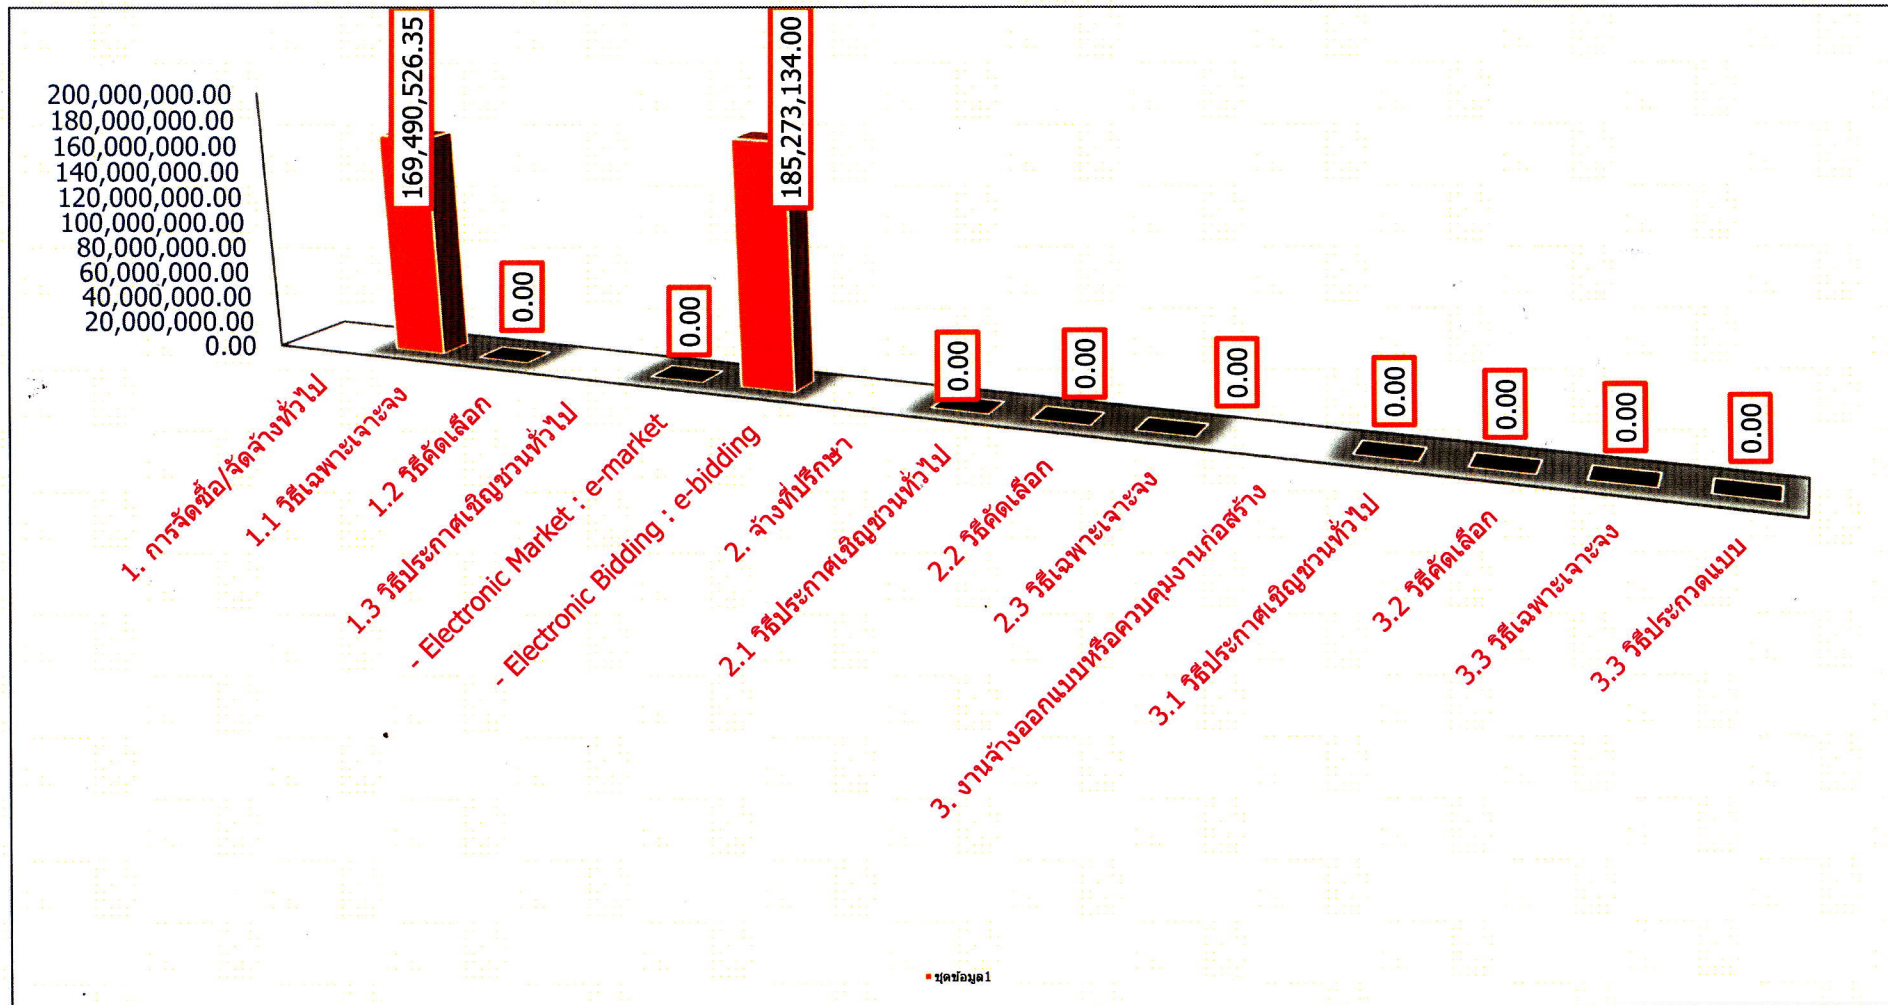 169,490,526.35
185,273,134.00
200,000,000.00
180,000,000.00
160,000,000.00
140,000,000.00
120,000,000.00
100,000,000.00
80,000,000.00
60,000,000.00
40,000,000.00
20,000,000.00
0.00
0.00
0.00
0.00
0.00
0.00
0.00
0.00
0.00
0.00
1. การจัดซื้อ/จัดจ้างทั่วไป
1.1 วิธีเฉพาะเจาะจง
1.2 วิธีคัดเลือก
1.3 วิธีประกาศเชิญชวนทั่วไป
- Electronic Market : e-market
- Electronic Bidding : e-bidding
2. จ้างที่ปรึกษา
2.1 วิธีประกาศเชิญชวนทั่วไป
2.2 วิธีคัดเลือก
2.3 วิธีเฉพาะเจาะจง
3. งานจ้างออกแบบหรือควบคุมงานก่อสร้าง
3.1 วิธีประกาศเชิญชวนทั่วไป
3.2 วิธีคัดเลือก
3.3 วิธีเฉพาะเจาะจง
3.3 วิธีประกวดแบบ
ชุดข้อมูล1